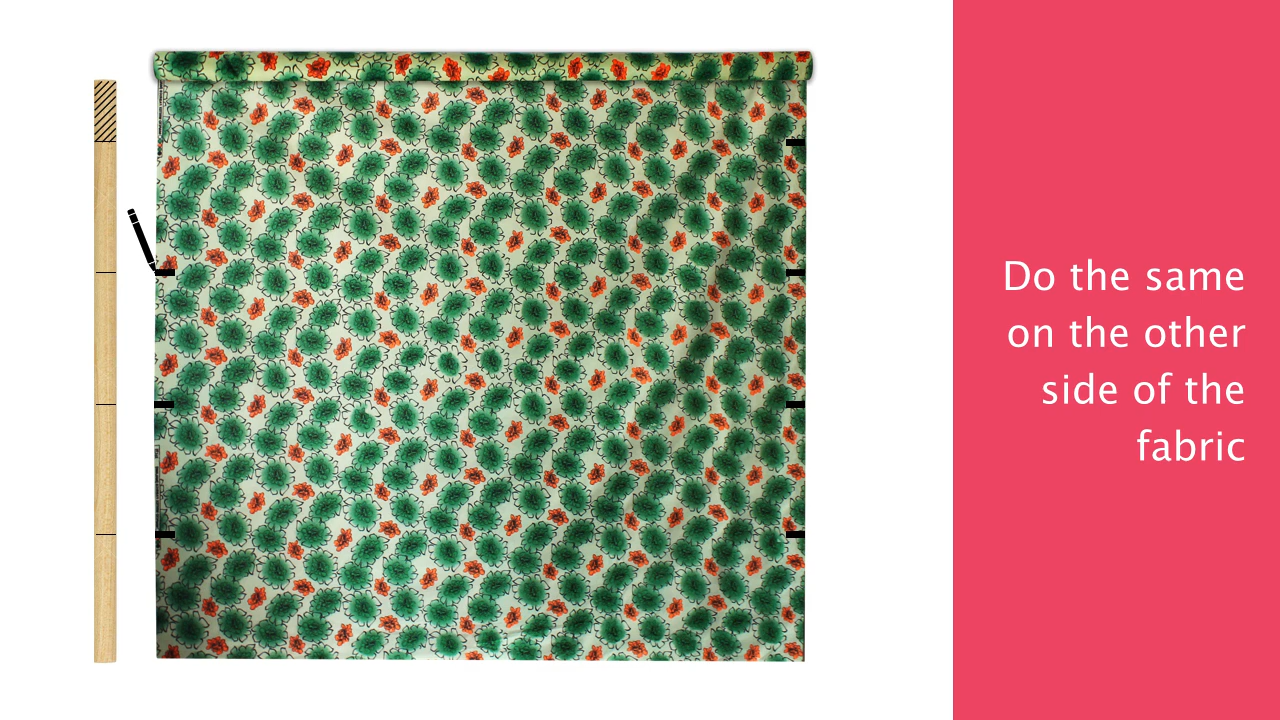 Do the same
on the other
side of the
fabric